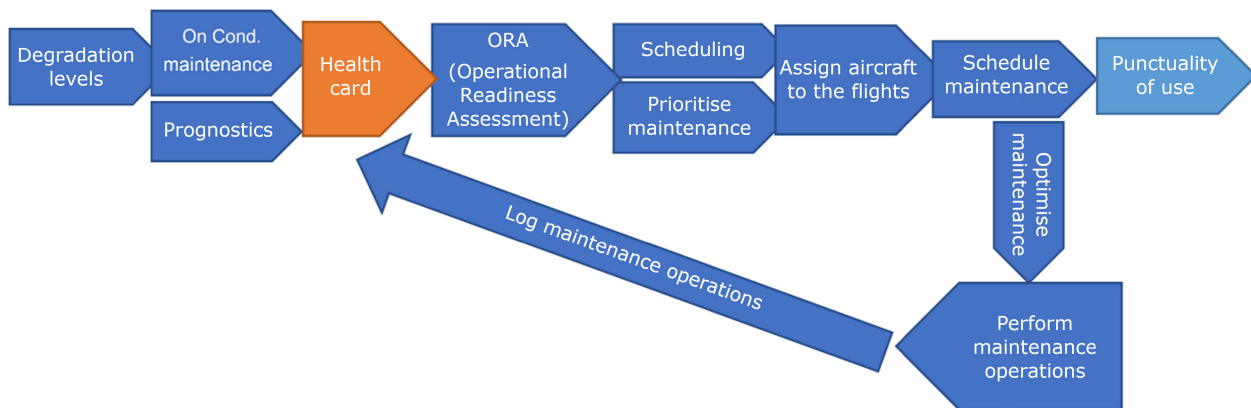 Degradation
levels
On Cond.
maintenance
Prognostics
Health
card
ORA
(Operational
Readiness
Assessment)
Scheduling
Prioritise
maintenance
Assign aircraft
to the flights
Schedule
maintenance
Punctuality
of use
Optimise
maintenance
Perform
maintenance
operations
Log maintenance operations